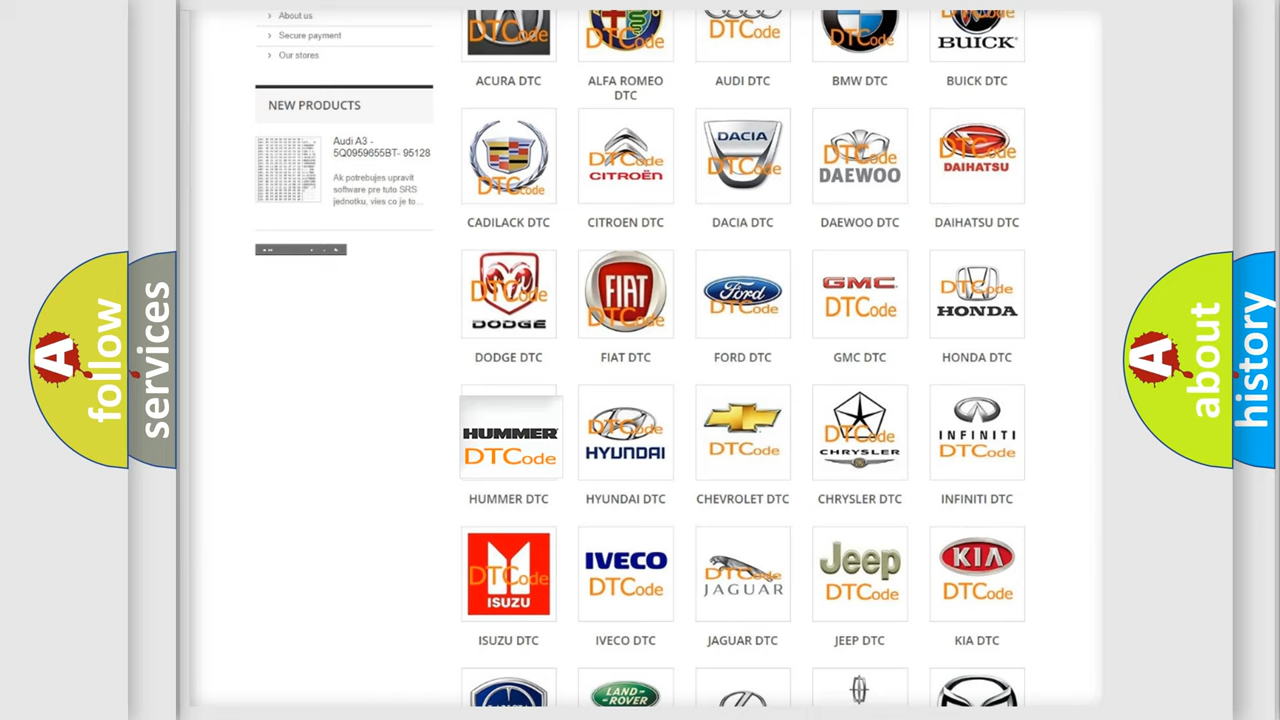 About us
Secure payment
Our stores
NEW PRODUCTS
Audi A3 -
5Q0959655BT- 95128
Ak potrebujes upravit
software pre tuto SRS
jednotku, vies co je to...
DTCode
DTCode
DTCode
DTCode
DTCode
BUICK
ACURA DTC
ALFA ROMEO
DTC
AUDI DTC
BMW DTC
BUICK DTC
DTCode
DTCode
CITROËN
DACIA
DTCode
DTCode
DAEWOO
DTCode
DAIHATSU
CADILACK DTC
CITROEN DTC
DACIA DTC
DAEWOO DTC
DAIHATSU DTC
DTCode
DODGE
FIAT
DTCode
Ford
DTCode
GMC
DTCode
DTCode
HONDA
DODGE DTC
FIAT DTC
FORD DTC
GMC DTC
HONDA DTC
HUMMER
DTCode
DTCode
HYUNDAI
DTCode
DTCode
CHRYSLER
INFINITI
DTCode
HUMMER DTC
HYUNDAI DTC
CHEVROLET DTC
CHRYSLER DTC
INFINITI DTC
DTCode
ISUZU
IVECO
DTCode
DTCode
JAGUAR
Jeep
DTCode
KIA
DTCode
ISUZU DTC
IVECO DTC
JAGUAR DTC
JEEP DTC
KIA DTC
LAND-
ROVER
A follow
services
A about
history